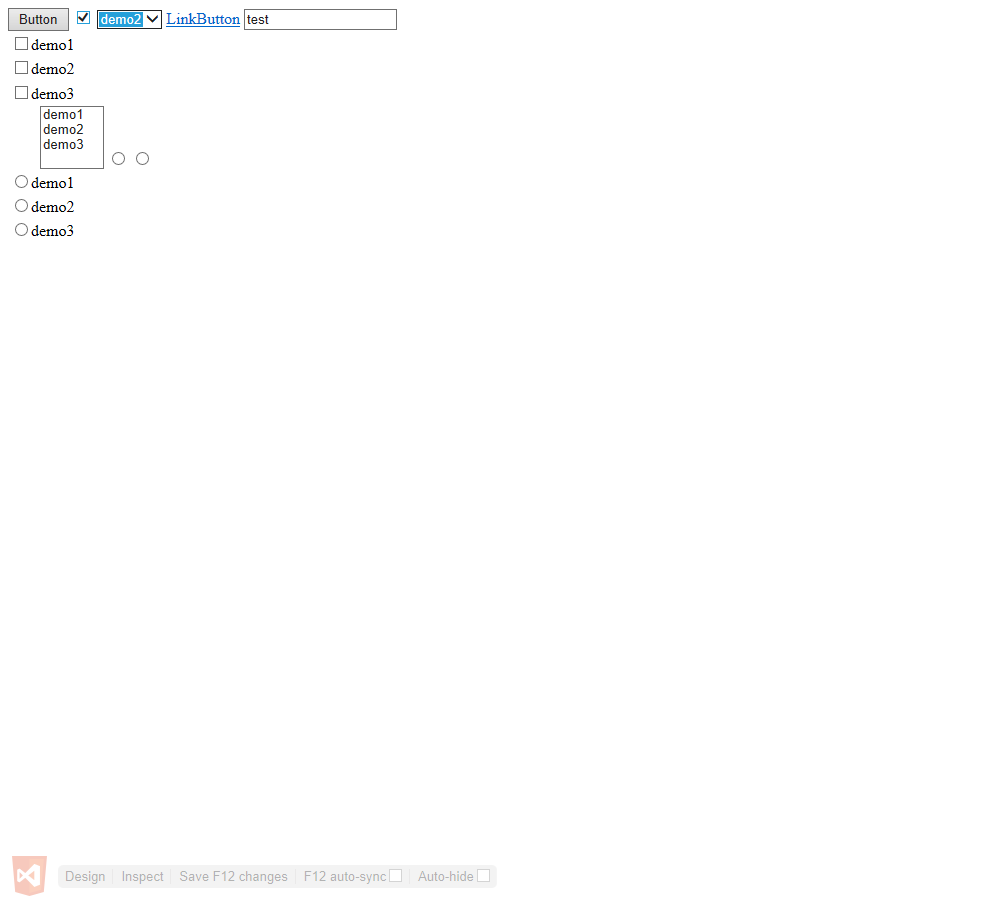 Button demo2 LinkButton test
demo1
demo2
demo3
demo1
demo2
demo3
demo1
demo2
demo3
Design Inspect Save F12 changes F12 auto-sync Auto-hide